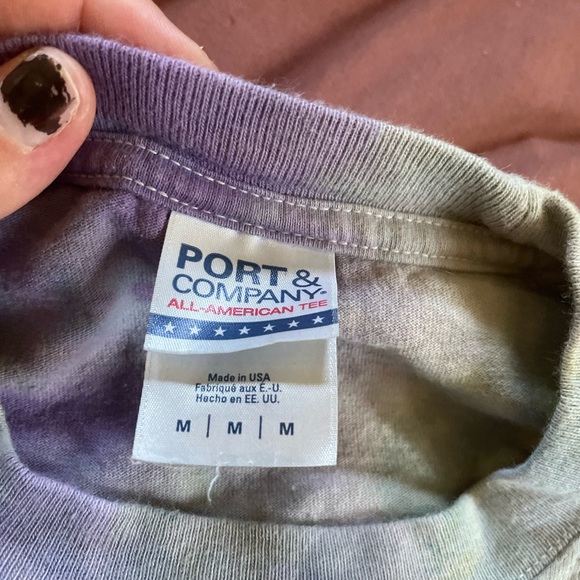 PORT &
COMPANY
ALL-AMERICAN TEE
Made in USA
Fabriqué aux É.-U.
Hecho en EE. UU.
M | M | M